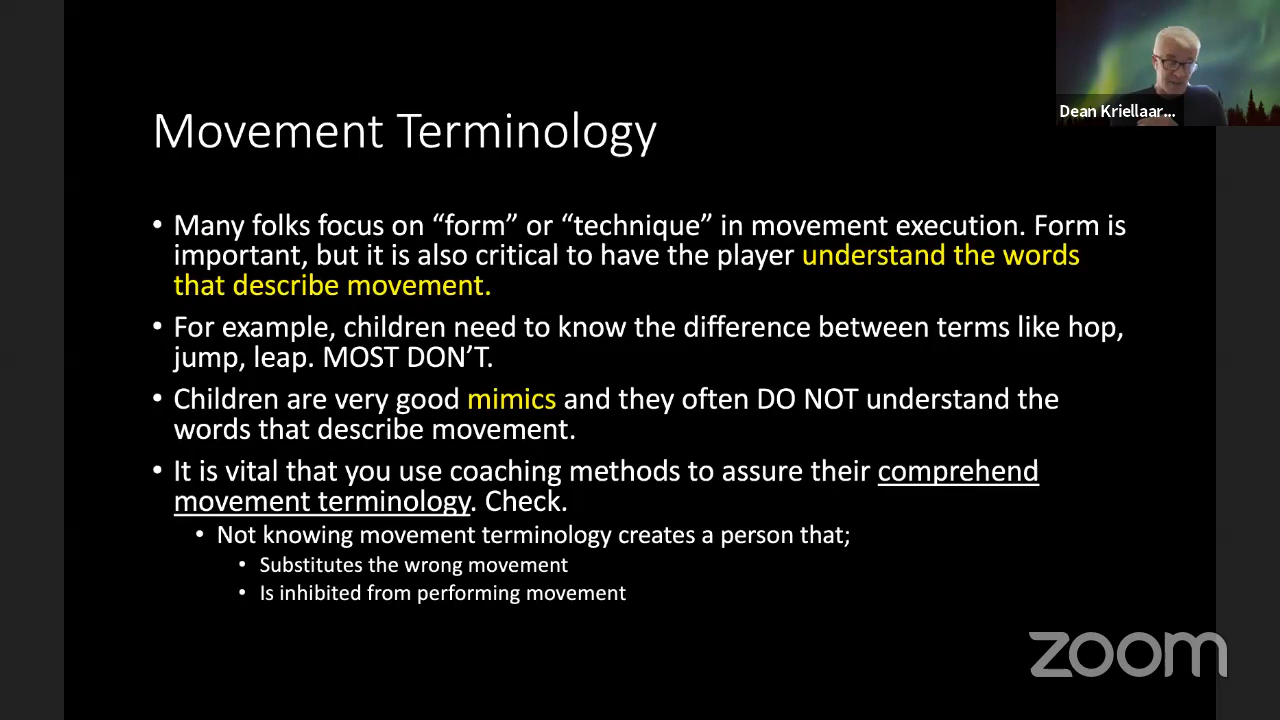 Dean Kriellaar...
Movement Terminology
• Many folks focus on “form” or “technique” in movement execution. Form is
important, but it is also critical to have the player understand the words
that describe movement.
• For example, children need to know the difference between terms like hop,
jump, leap. MOST DON’T.
• Children are very good mimics and they often DO NOT understand the
words that describe movement.
• It is vital that you use coaching methods to assure their comprehend
movement terminology. Check.
• Not knowing movement terminology creates a person that;
• Substitutes the wrong movement
• Is inhibited from performing movement
zoom